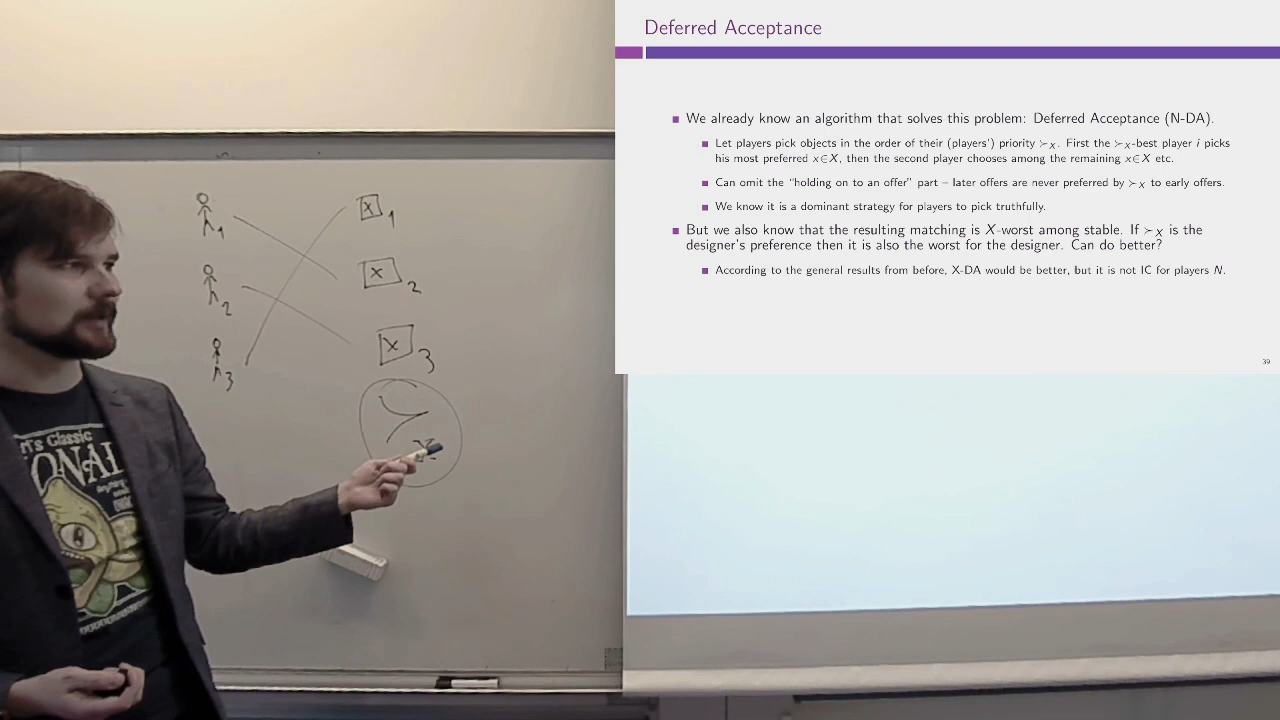 Deferred Acceptance
■ We already know an algorithm that solves this problem: Deferred Acceptance (N-DA).
■ Let players pick objects in the order of their (players') priority ≻X. First the ≻X-best player i picks
his most preferred x∈X, then the second player chooses among the remaining x∈X etc.
■ Can omit the "holding on to an offer" part – later offers are never preferred by ≻X to early offers.
■ We know it is a dominant strategy for players to pick truthfully.
■ But we also know that the resulting matching is X-worst among stable. If ≻X is the
designer's preference then it is also the worst for the designer. Can do better?
■ According to the general results from before, X-DA would be better, but it is not IC for players N.
39
1 X 1
2 X 2
3 X 3
≻X
Classic